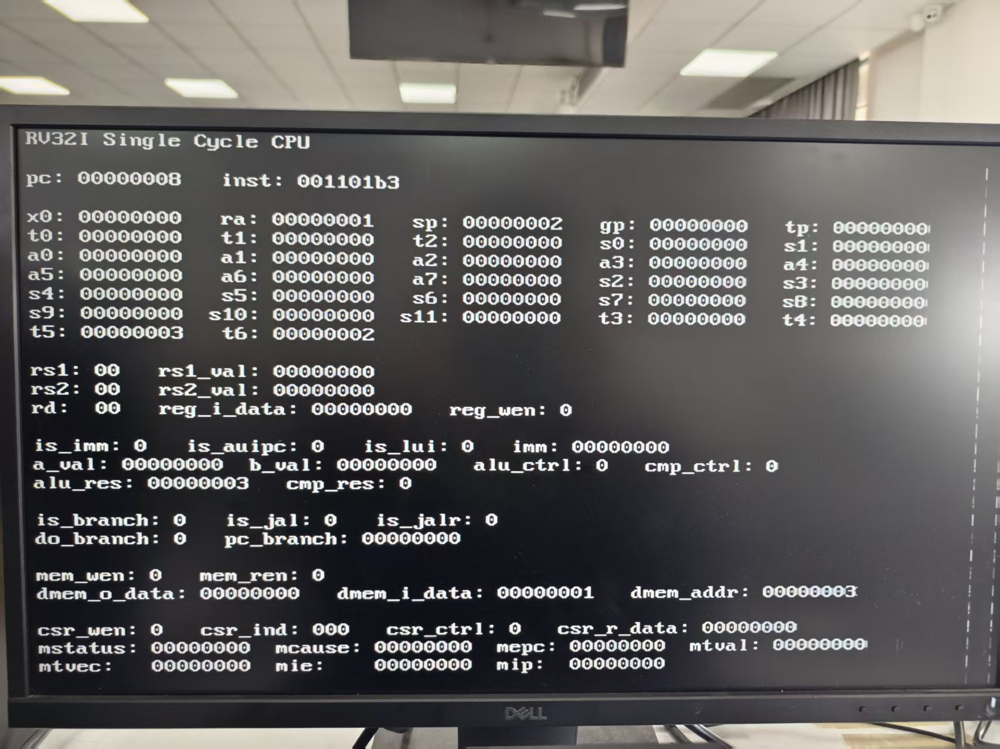 RV32I Single Cycle CPU
pc: 00000008 inst: 001101b3
x0: 00000000 ra: 00000001 sp: 00000002 gp: 00000000 tp: 00000000
t0: 00000000 t1: 00000000 t2: 00000000 s0: 00000000 s1: 00000000
a0: 00000000 a1: 00000000 a2: 00000000 a3: 00000000 a4: 00000000
a5: 00000000 a6: 00000000 a7: 00000000 s2: 00000000 s3: 00000000
s4: 00000000 s5: 00000000 s6: 00000000 s7: 00000000 s8: 00000000
s9: 00000000 s10: 00000000 s11: 00000000 t3: 00000000 t4: 00000000
t5: 00000003 t6: 00000002
rs1: 00 rs1_val: 00000000
rs2: 00 rs2_val: 00000000
rd: 00 reg_i_data: 00000000 reg_wen: 0
is_imm: 0 is_auipc: 0 is_lui: 0 imm: 00000000
a_val: 00000000 b_val: 00000000 alu_ctrl: 0 cmp_ctrl: 0
alu_res: 00000003 cmp_res: 0
is_branch: 0 is_jal: 0 is_jalr: 0
do_branch: 0 pc_branch: 00000000
mem_wen: 0 mem_ren: 0
dmem_o_data: 00000000 dmem_i_data: 00000001 dmem_addr: 00000003
csr_wen: 0 csr_ind: 000 csr_ctrl: 0 csr_r_data: 00000000
mstatus: 00000000 mcause: 00000000 mepc: 00000000 mtval: 00000000
mtvec: 00000000 mie: 00000000 mip: 00000000
DELL